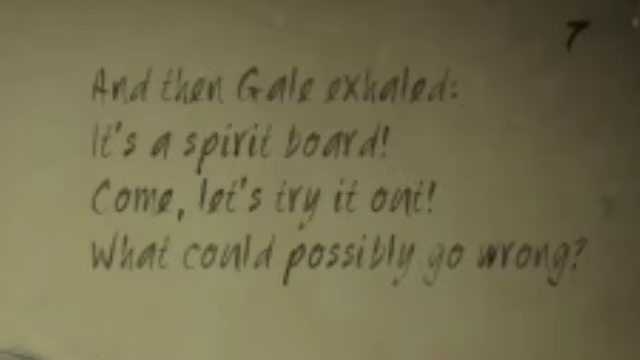 7
And then Gale exhaled:
It's a spirit board!
Come, let's try it out!
What could possibly go wrong?